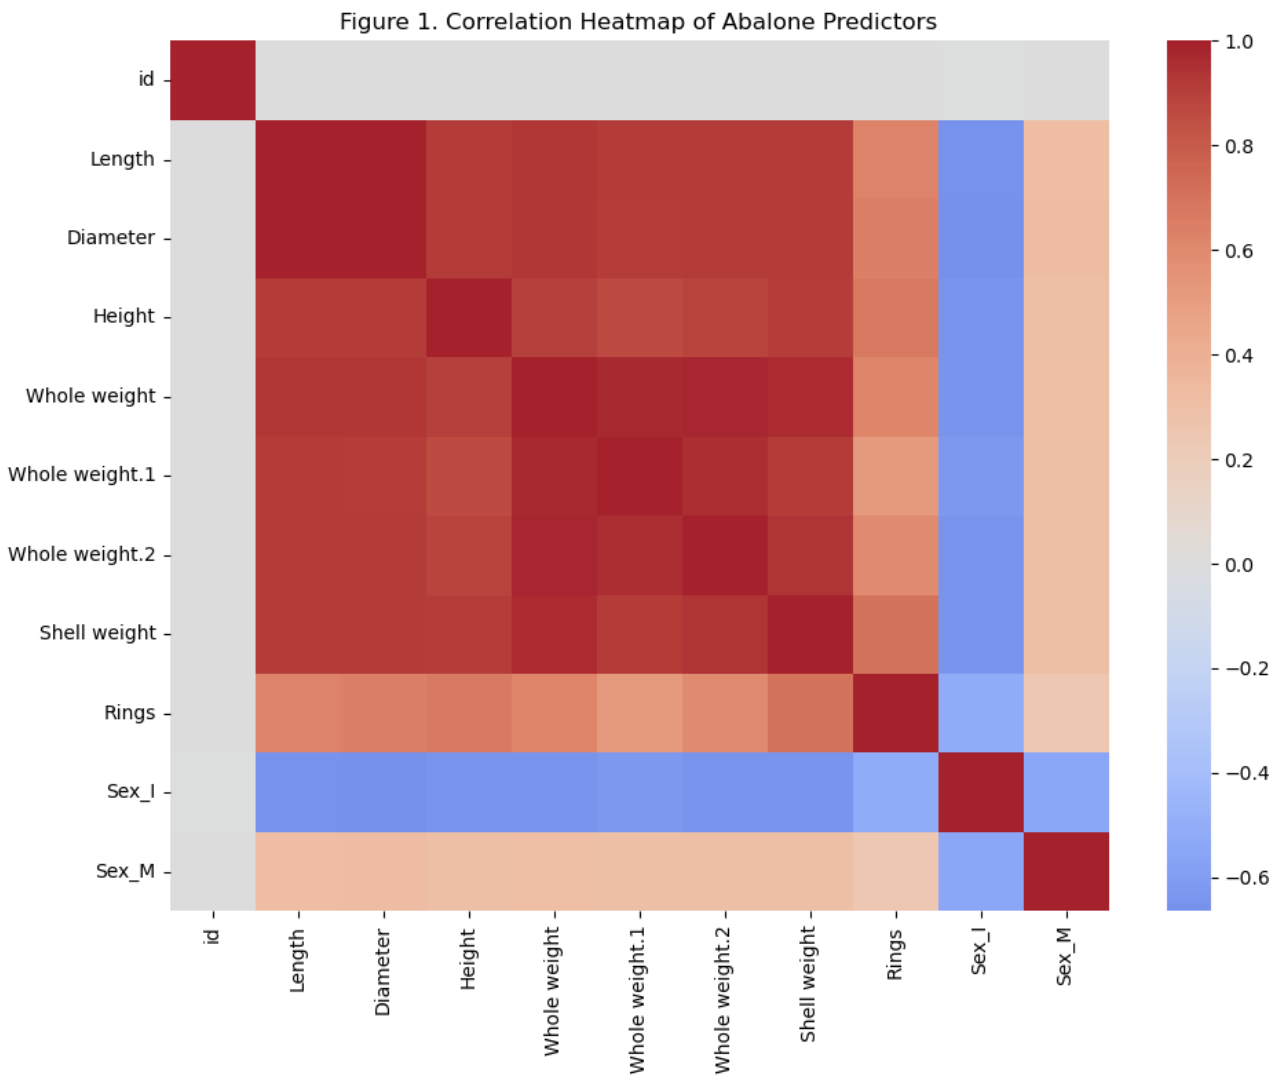 Figure 1. Correlation Heatmap of Abalone Predictors
id
Length
Diameter
Height
Whole weight
Whole weight.1
Whole weight.2
Shell weight
Rings
Sex_I
Sex_M
id
Length
Diameter
Height
Whole weight
Whole weight.1
Whole weight.2
Shell weight
Rings
Sex_I
Sex_M
1.0
0.8
0.6
0.4
0.2
0.0
−0.2
−0.4
−0.6